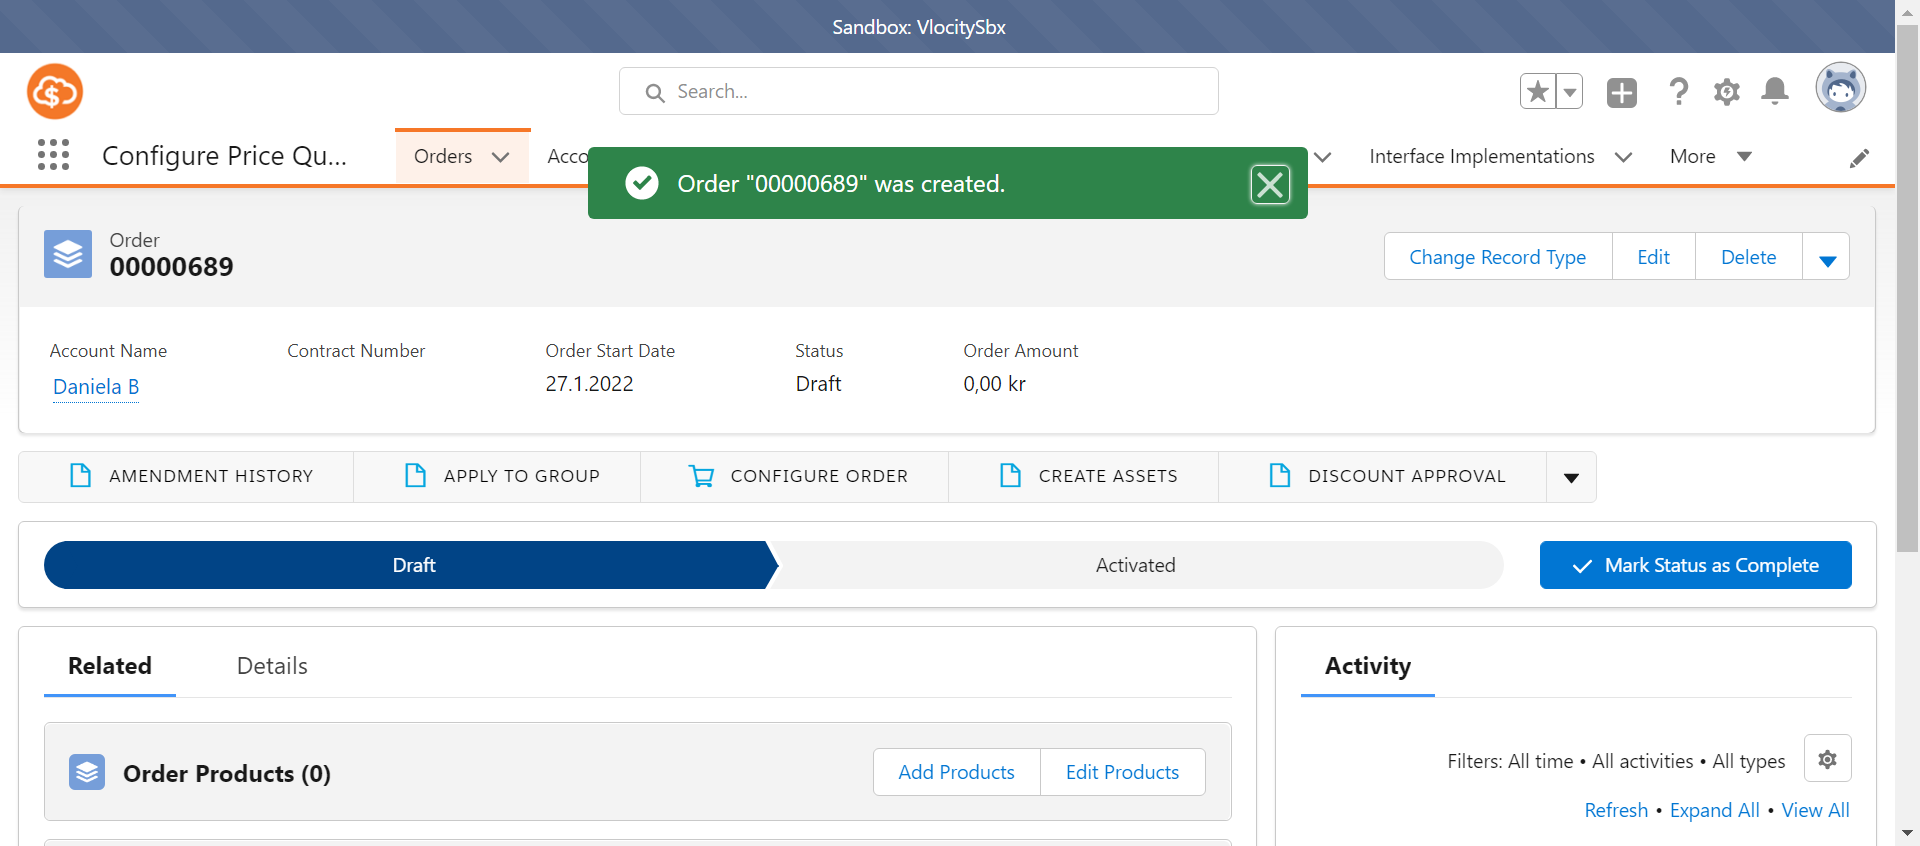 Sandbox: VlocitySbx
Search...
Configure Price Qu...
Orders
Acco
Interface Implementations
More
Order "00000689" was created.
Order
00000689
Change Record Type
Edit
Delete
Account Name
Contract Number
Order Start Date
Status
Order Amount
Daniela B
27.1.2022
Draft
0,00 kr
AMENDMENT HISTORY
APPLY TO GROUP
CONFIGURE ORDER
CREATE ASSETS
DISCOUNT APPROVAL
Draft
Activated
Mark Status as Complete
Related
Details
Activity
Order Products (0)
Add Products
Edit Products
Filters: All time • All activities • All types
Refresh • Expand All • View All